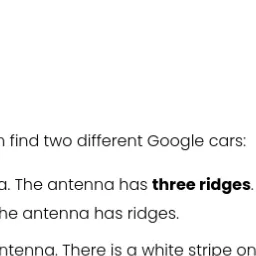 find two different Google cars:
The antenna has three ridges.
he antenna has ridges.
ntenna. There is a white stripe on